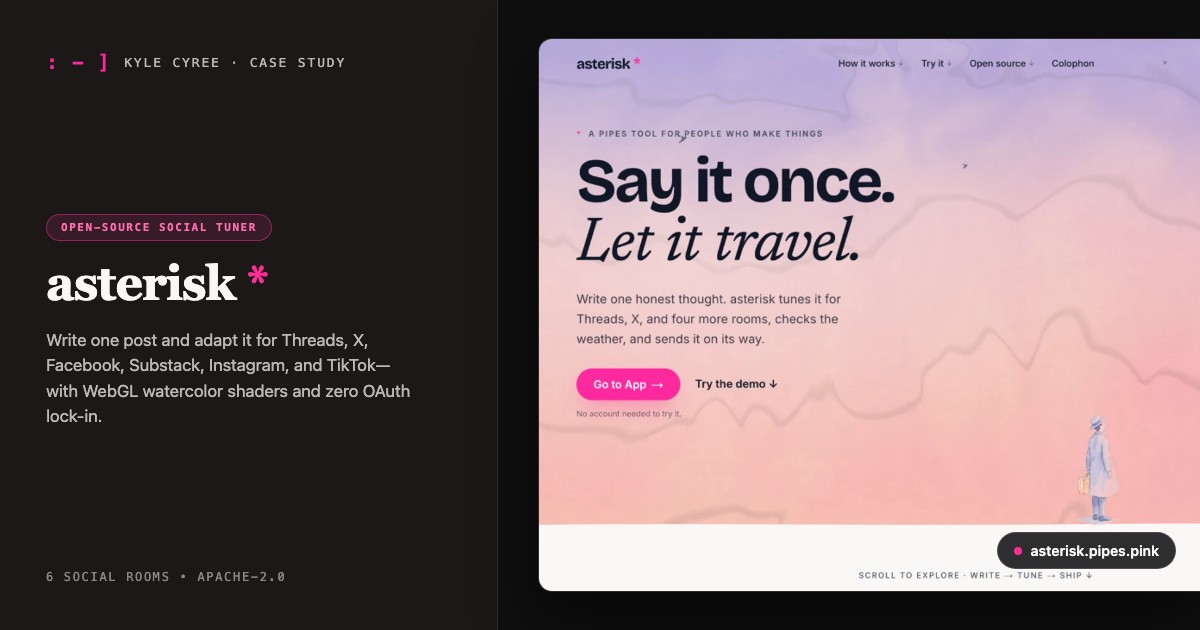 : - ] KYLE CYREE · CASE STUDY
OPEN-SOURCE SOCIAL TUNER
asterisk *
Write one post and adapt it for Threads, X,
Facebook, Substack, Instagram, and TikTok—
with WebGL watercolor shaders and zero OAuth
lock-in.
6 SOCIAL ROOMS • APACHE-2.0
asterisk *
How it works ↓ Try it ↓ Open source ↓ Colophon
* A PIPES TOOL FOR PEOPLE WHO MAKE THINGS
Say it once.
Let it travel.
Write one honest thought. asterisk tunes it for
Threads, X, and four more rooms, checks the
weather, and sends it on its way.
Go to App →
Try the demo ↓
No account needed to try it.
asterisk.pipes.pink
SCROLL TO EXPLORE · WRITE → TUNE → SHIP ↓